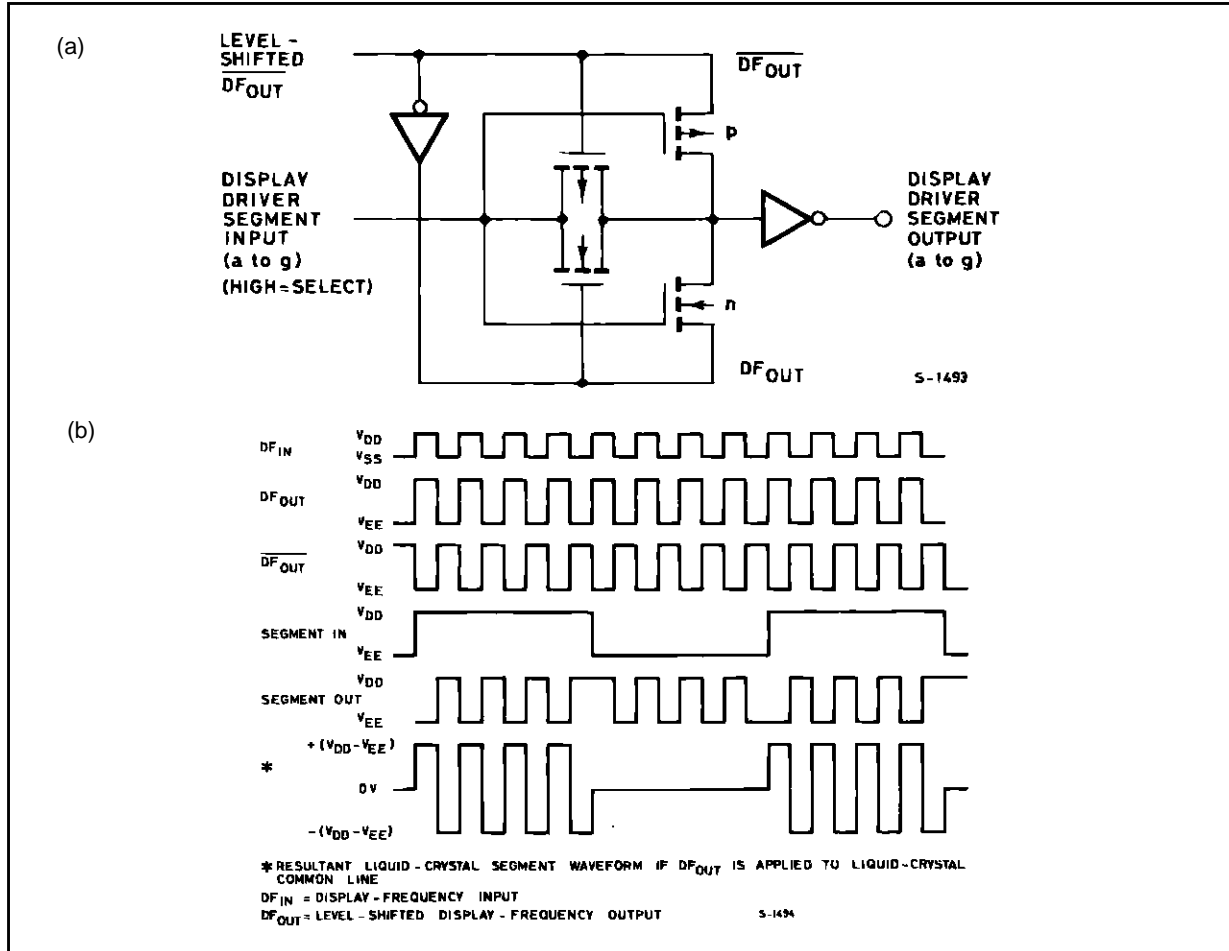 (a)
LEVEL-
SHIFTED
DF_OUT
DF_OUT
p
DISPLAY
DRIVER
SEGMENT
INPUT
(a to g)
(HIGH=SELECT)
DISPLAY
DRIVER
SEGMENT
OUTPUT
(a to g)
n
DF_OUT
S-1493
(b)
DF_IN
V_DD
V_SS
DF_OUT
V_DD
V_EE
DF_OUT
V_DD
V_EE
SEGMENT IN
V_DD
V_EE
SEGMENT OUT
V_DD
V_EE
*
+(V_DD-V_EE)
0V
-(V_DD-V_EE)
* RESULTANT LIQUID-CRYSTAL SEGMENT WAVEFORM IF DF_OUT IS APPLIED TO LIQUID-CRYSTAL
COMMON LINE
DF_IN = DISPLAY-FREQUENCY INPUT
DF_OUT = LEVEL-SHIFTED DISPLAY-FREQUENCY OUTPUT
S-1494